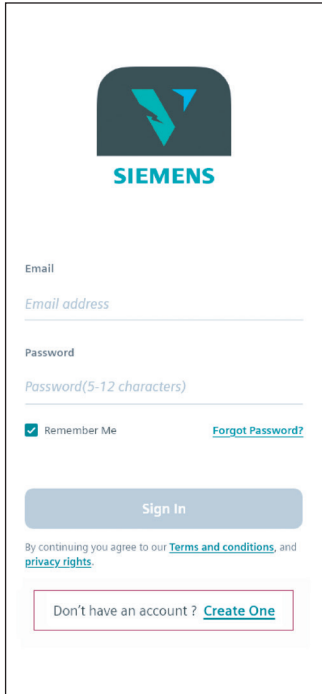 SIEMENS
Email
Email address
Password
Password(5-12 characters)
Remember Me Forgot Password?
Sign In
By continuing you agree to our Terms and conditions, and
privacy rights.
Don't have an account ? Create One